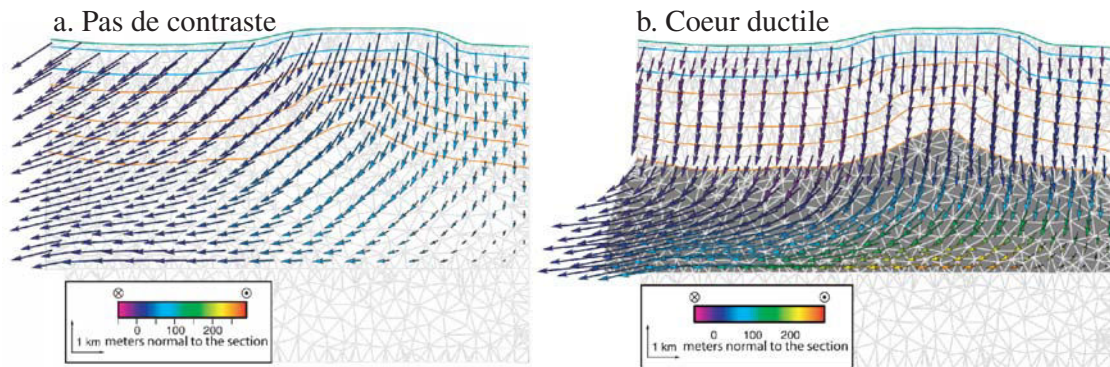 a. Pas de contraste
b. Coeur ductile
1 km
0 100 200
meters normal to the section
1 km
0 100 200
meters normal to the section